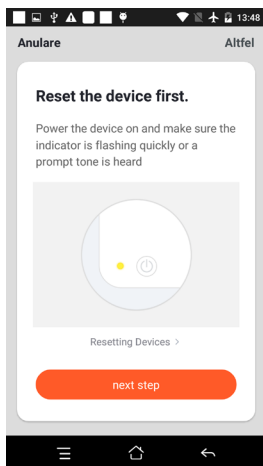 13:48
Anulare Altfel
Reset the device first.
Power the device on and make sure the
indicator is flashing quickly or a
prompt tone is heard
Resetting Devices >
next step